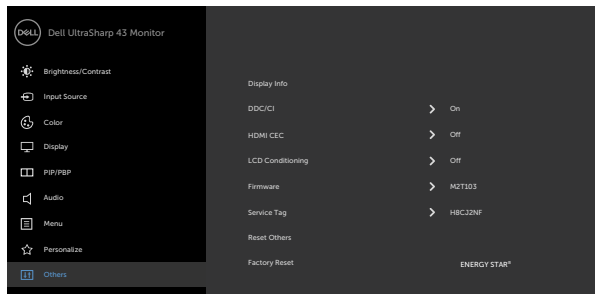 DELL Dell UltraSharp 43 Monitor
Brightness/Contrast
Input Source
Color
Display
PIP/PBP
Audio
Menu
Personalize
Others
Display Info
DDC/CI On
HDMI CEC Off
LCD Conditioning Off
Firmware M2T103
Service Tag H8CJ2NF
Reset Others
Factory Reset ENERGY STAR®